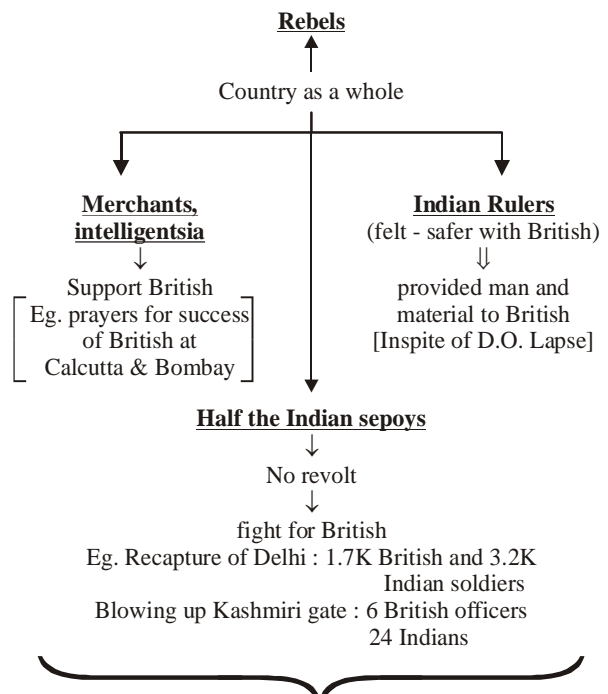 Rebels
Country as a whole
Merchants,
intelligentsia
↓
Support British
Eg. prayers for success
of British at
Calcutta & Bombay
Indian Rulers
(felt - safer with British)
⇓
provided man and
material to British
[Inspite of D.O. Lapse]
Half the Indian sepoys
↓
No revolt
↓
fight for British
Eg. Recapture of Delhi : 1.7K British and 3.2K
Indian soldiers
Blowing up Kashmiri gate : 6 British officers
24 Indians